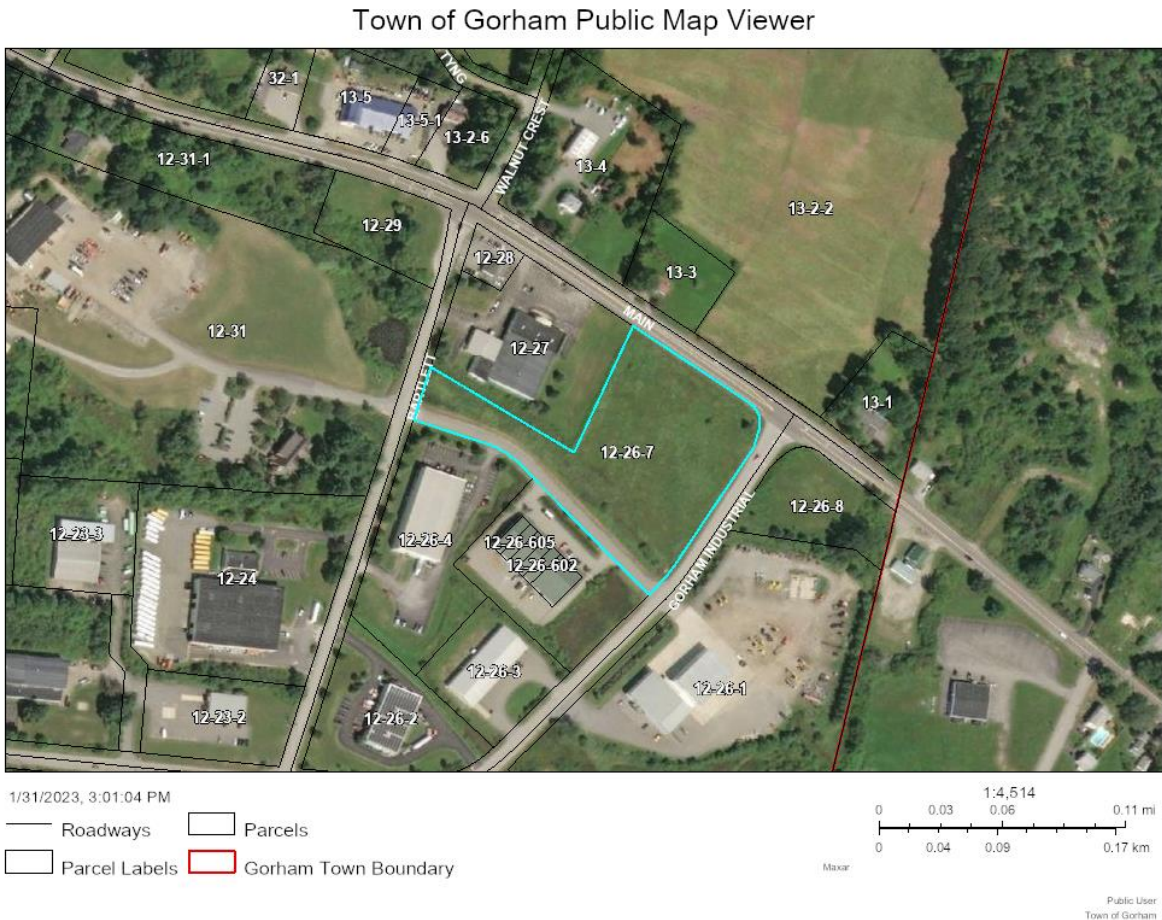 Town of Gorham Public Map Viewer
TYNG
32-1
13-5
13-5-1
13-2-6
WALNUT CREST
13-4
12-31-1
13-2-2
12-29
12-28
13-3
MAIN
12-31
12-27
BARTLETT
13-1
12-26-7
12-26-8
12-23-3
12-26-4
12-26-605
12-26-602
12-24
GORHAM INDUSTRIAL
12-26-3
12-26-1
12-23-2
12-26-2
1/31/2023, 3:01:04 PM
Roadways
Parcels
Parcel Labels
Gorham Town Boundary
1:4,514
0 0.03 0.06 0.11 mi
0 0.04 0.09 0.17 km
Maxar
Public User
Town of Gorham